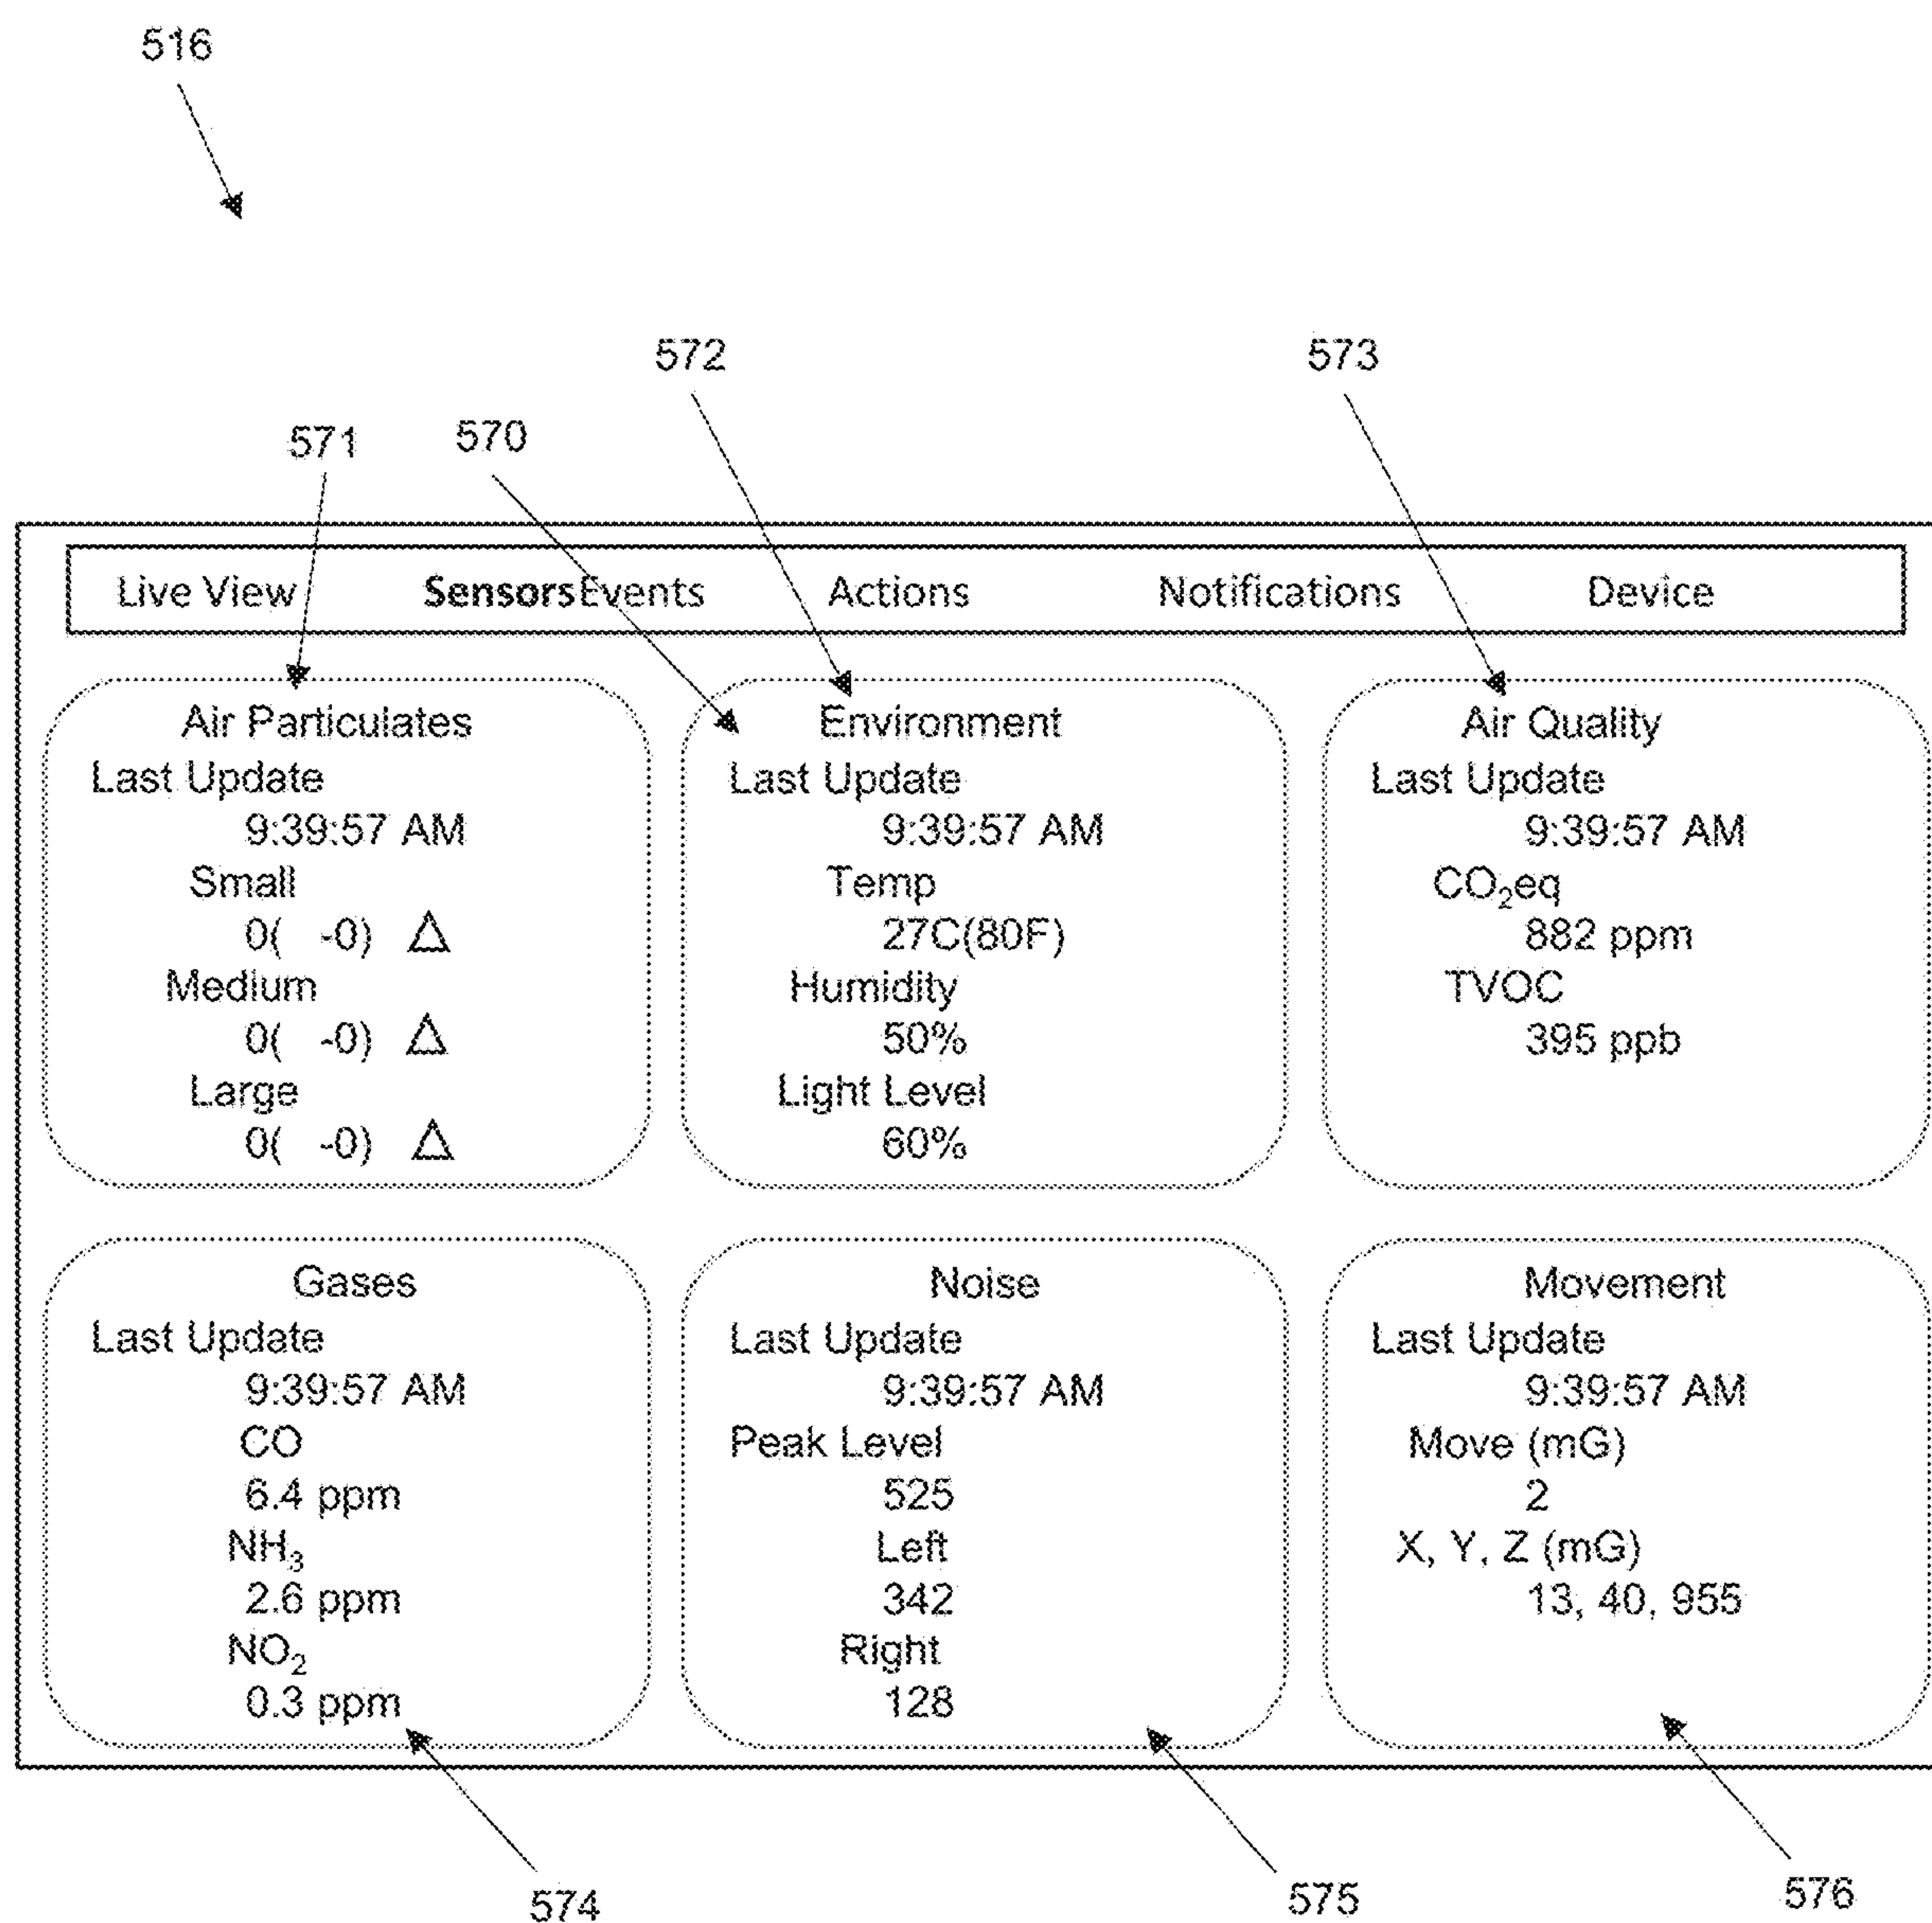 516
572
573
571
570
Live View SensorsEvents Actions Notifications Device
Air Particulates
Last Update
9:39:57 AM
Small
0( -0) Δ
Medium
0( -0) Δ
Large
0( -0) Δ
Environment
Last Update
9:39:57 AM
Temp
27C(80F)
Humidity
50%
Light Level
60%
Air Quality
Last Update
9:39:57 AM
CO₂eq
882 ppm
TVOC
395 ppb
Gases
Last Update
9:39:57 AM
CO
6.4 ppm
NH₃
2.6 ppm
NO₂
0.3 ppm
Noise
Last Update
9:39:57 AM
Peak Level
525
Left
342
Right
128
Movement
Last Update
9:39:57 AM
Move (mG)
2
X, Y, Z (mG)
13, 40, 955
574
575
576